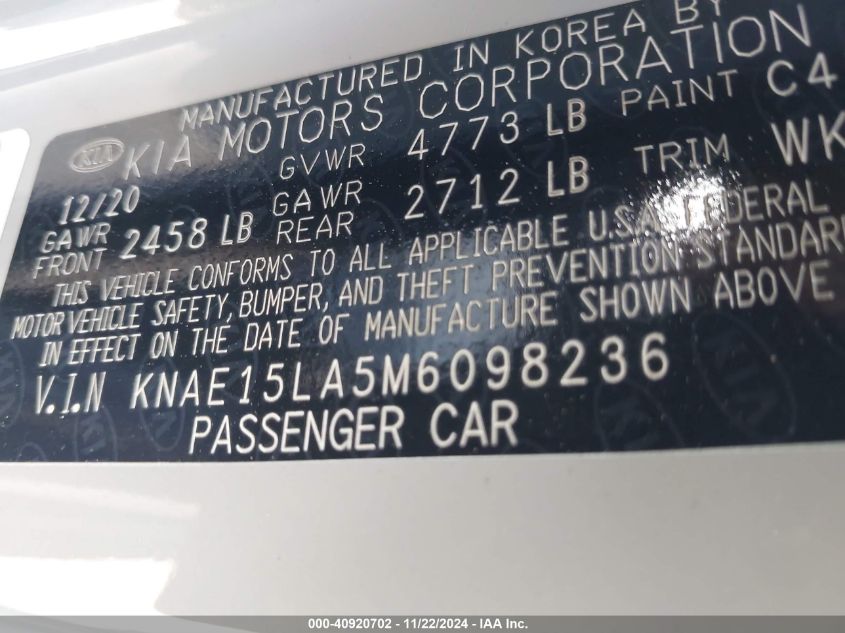 MANUFACTURED IN KOREA BY
KIA KIA MOTORS CORPORATION
12/20 GVWR 4773 LB PAINT C4
GAWR FRONT 2458 LB GAWR REAR 2712 LB TRIM WK
THIS VEHICLE CONFORMS TO ALL APPLICABLE U.S.A. FEDERAL
MOTOR VEHICLE SAFETY, BUMPER, AND THEFT PREVENTION STANDARD
IN EFFECT ON THE DATE OF MANUFACTURE SHOWN ABOVE
V.I.N KNAE15LA5M6098236
PASSENGER CAR
000-40920702 - 11/22/2024 - IAA Inc.